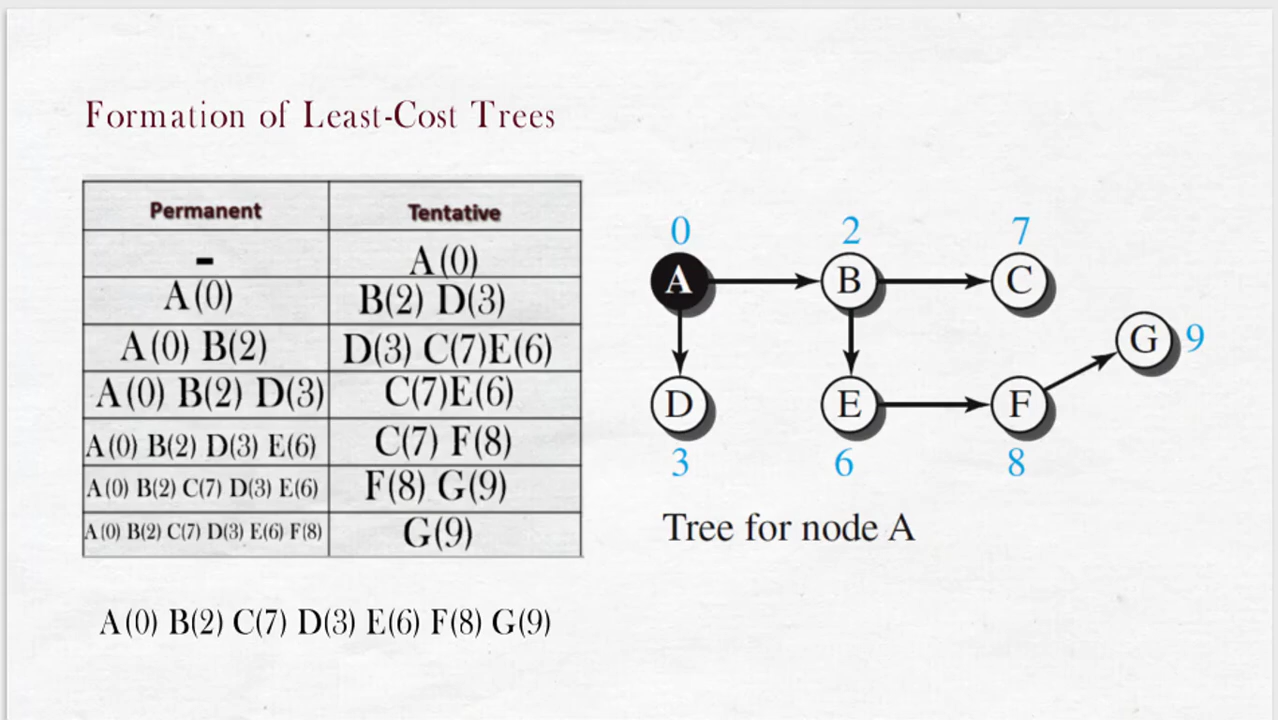 Formation of Least-Cost Trees
Permanent Tentative
- A(0)
A(0) B(2) D(3)
A(0) B(2) D(3) C(7)E(6)
A(0) B(2) D(3) C(7)E(6)
A(0) B(2) D(3) E(6) C(7) F(8)
A(0) B(2) C(7) D(3) E(6) F(8) G(9)
A(0) B(2) C(7) D(3) E(6) F(8) G(9)
A(0) B(2) C(7) D(3) E(6) F(8) G(9)
0 2 7
A B C
G 9
D E F
3 6 8
Tree for node A